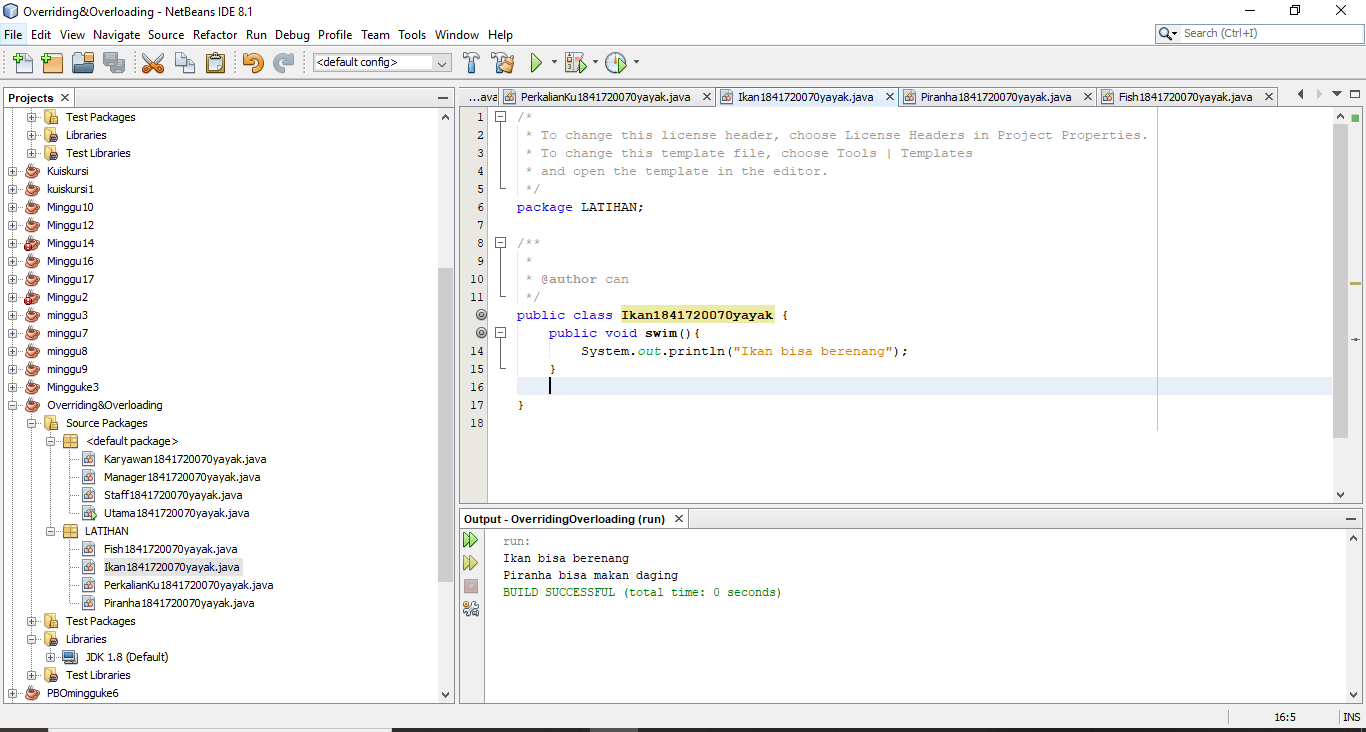 Overriding&Overloading - NetBeans IDE 8.1
File Edit View Navigate Source Refactor Run Debug Profile Team Tools Window Help
Search (Ctrl+I)
<default config>
Projects
Test Packages
Libraries
Test Libraries
Kuiskursi
kuiskursi1
Minggu10
Minggu12
Minggu14
Minggu16
Minggu17
Minggu2
minggu3
minggu7
minggu8
minggu9
Mingguke3
Overriding&Overloading
Source Packages
<default package>
Karyawan1841720070yayak.java
Manager1841720070yayak.java
Staff1841720070yayak.java
Utama1841720070yayak.java
LATIHAN
Fish1841720070yayak.java
Ikan1841720070yayak.java
PerkalianKu1841720070yayak.java
Piranha1841720070yayak.java
Test Packages
Libraries
JDK 1.8 (Default)
Test Libraries
PBOmingguke6
...ava PerkalianKu1841720070yayak.java Ikan1841720070yayak.java Piranha1841720070yayak.java Fish1841720070yayak.java
1 /*
2 * To change this license header, choose License Headers in Project Properties.
3 * To change this template file, choose Tools | Templates
4 * and open the template in the editor.
5 */
6 package LATIHAN;
7
8 /**
9 *
10 * @author can
11 */
public class Ikan1841720070yayak {
public void swim(){
14 System.out.println("Ikan bisa berenang");
15 }
16
17 }
18
Output - OverridingOverloading (run)
run:
Ikan bisa berenang
Piranha bisa makan daging
BUILD SUCCESSFUL (total time: 0 seconds)
16:5 INS